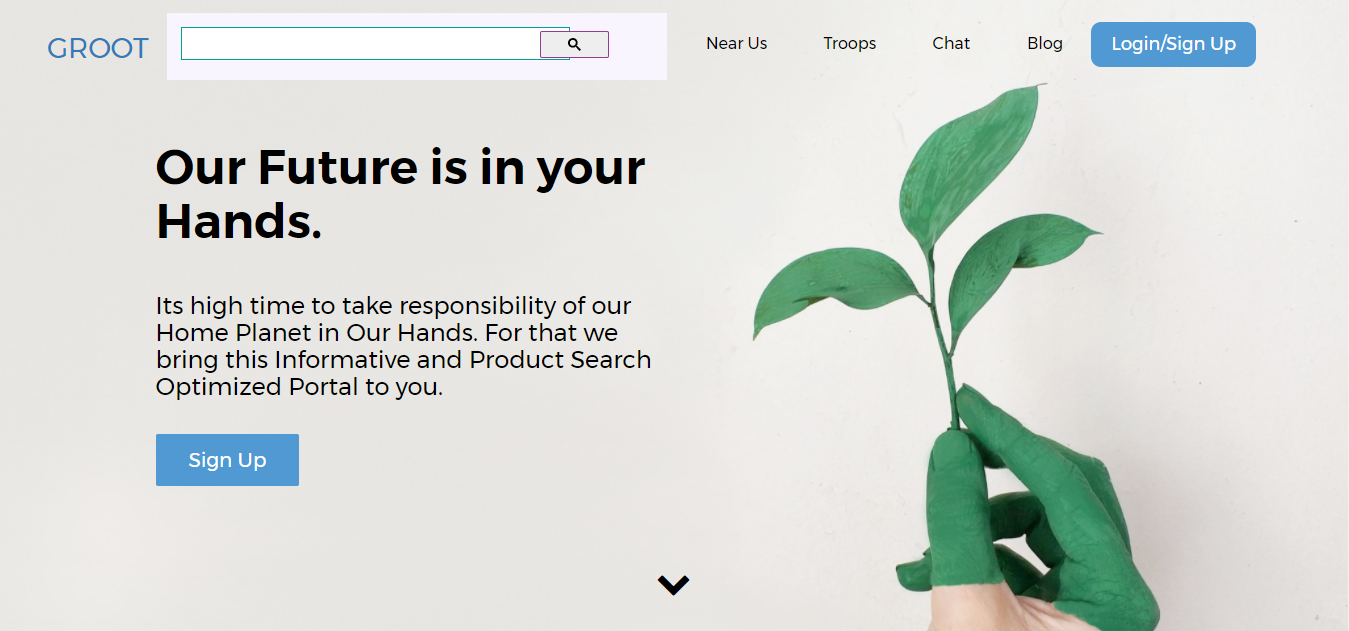 GROOT
Near Us
Troops
Chat
Blog
Login/Sign Up
Our Future is in your
Hands.
Its high time to take responsibility of our
Home Planet in Our Hands. For that we
bring this Informative and Product Search
Optimized Portal to you.
Sign Up